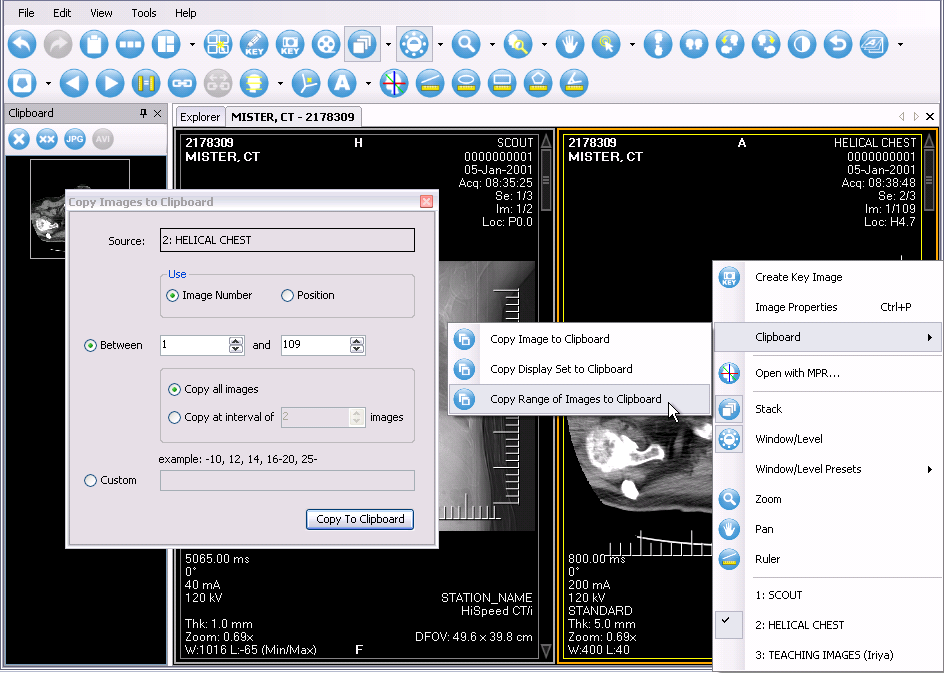 File Edit View Tools Help
KEY
KEY
A
Clipboard
Explorer
MISTER, CT - 2178309
XX
JPG
AVI
2178309
MISTER, CT
H
SCOUT
0000000001
05-Jan-2001
Acq: 08:35:25
Se: 1/3
Im: 1/2
Loc: P0.0
2178309
MISTER, CT
A
HELICAL CHEST
0000000001
05-Jan-2001
Acq: 08:38:48
Se: 2/3
Im: 1/109
Loc: H4.7
Copy Images to Clipboard
Source: 2: HELICAL CHEST
Use
Image Number
Position
Between 1 and 109
Copy all images
Copy at interval of 2 images
example: -10, 12, 14, 16-20, 25-
Custom
Copy To Clipboard
Copy Image to Clipboard
Copy Display Set to Clipboard
Copy Range of Images to Clipboard
KEY
Create Key Image
Image Properties Ctrl+P
Clipboard
Open with MPR...
Stack
Window/Level
Window/Level Presets
Zoom
Pan
Ruler
1: SCOUT
2: HELICAL CHEST
3: TEACHING IMAGES (Iriya)
5065.00 ms
0°
40 mA
120 kV
Thk: 1.0 mm
Zoom: 0.69x
W:1016 L:-65 (Min/Max)
F
STATION_NAME
HiSpeed CT/i
DFOV: 49.6 x 39.8 cm
800.00 ms
0°
200 mA
120 kV
STANDARD
Thk: 5.0 mm
Zoom: 0.69x
W:400 L:40